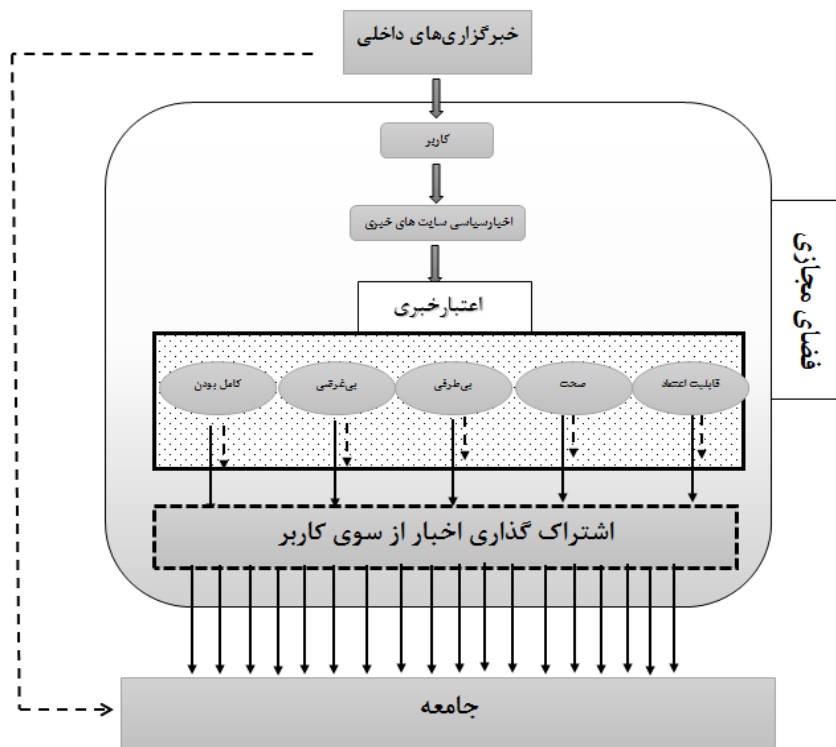 خبرگزاری‌های داخلی
کاربر
اخبارسیاسی سایت های خبری
فضای مجازی
اعتبارخبری
قابلیت اعتماد
صحت
بی‌طرفی
بی‌غرضی
کامل بودن
اشتراک گذاری اخبار از سوی کاربر
جامعه